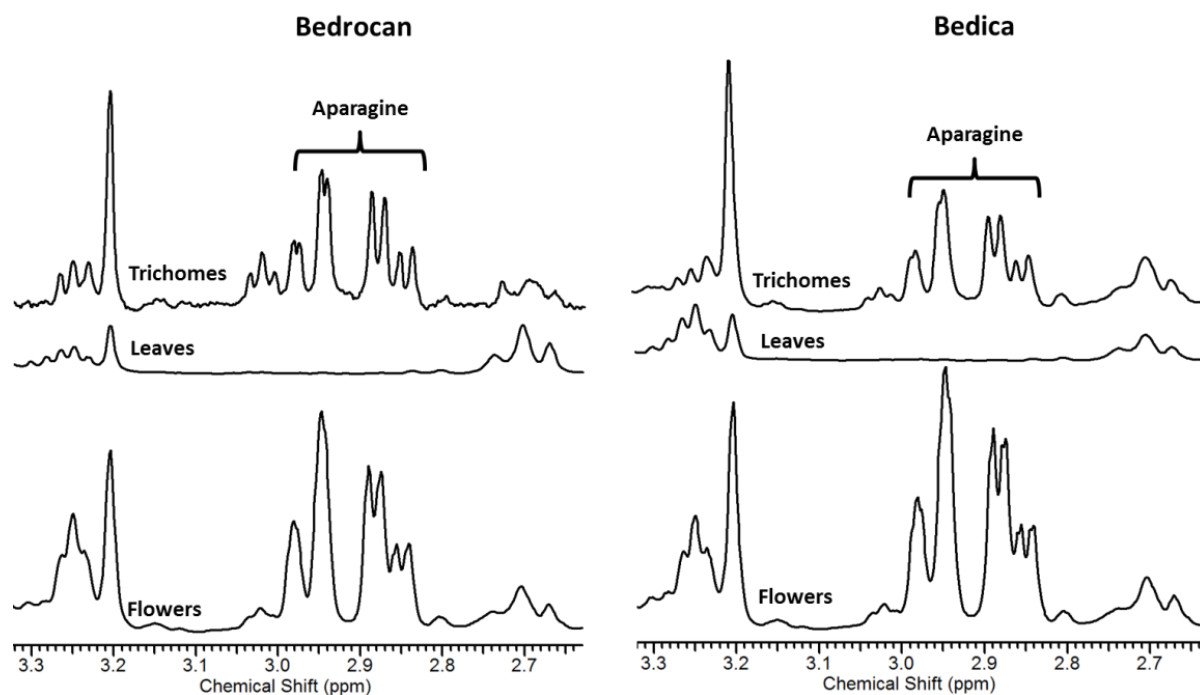 Bedrocan
Aparagine
Trichomes
Leaves
Flowers
3.3 3.2 3.1 3.0 2.9 2.8 2.7
Chemical Shift (ppm)
Bedica
Aparagine
Trichomes
Leaves
Flowers
3.3 3.2 3.1 3.0 2.9 2.8 2.7
Chemical Shift (ppm)